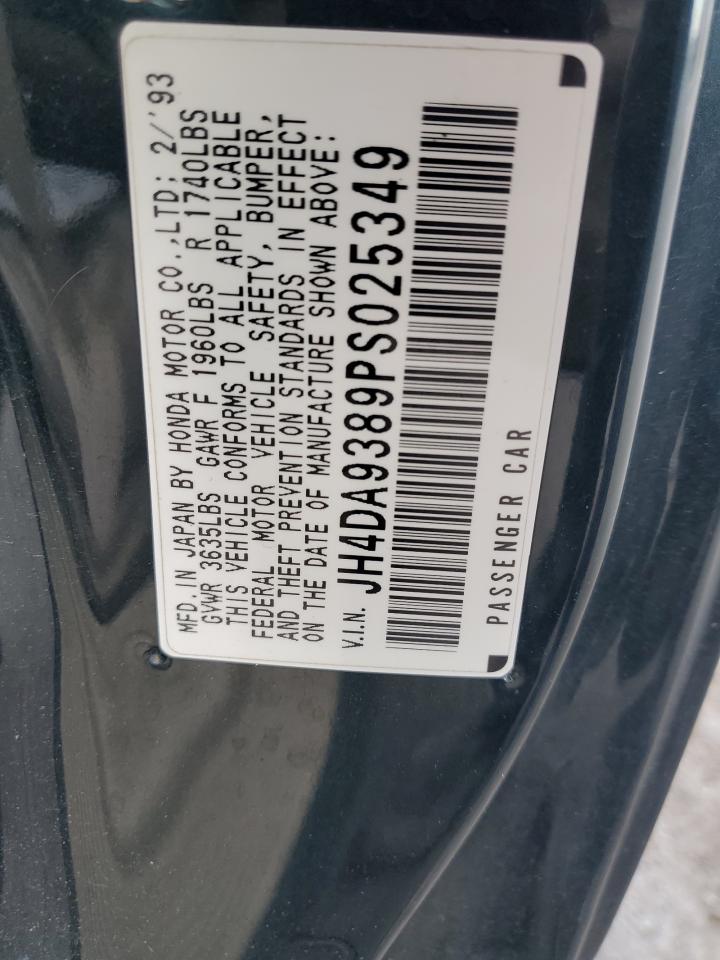 MFD. IN JAPAN BY HONDA MOTOR CO.,LTD; 2/'93
GVWR 3635LBS GAWR F 1960LBS R 1740LBS
THIS VEHICLE CONFORMS TO ALL APPLICABLE
FEDERAL MOTOR VEHICLE SAFETY, BUMPER,
AND THEFT PREVENTION STANDARDS IN EFFECT
ON THE DATE OF MANUFACTURE SHOWN ABOVE:
V.I.N. JH4DA9389PS025349
PASSENGER CAR